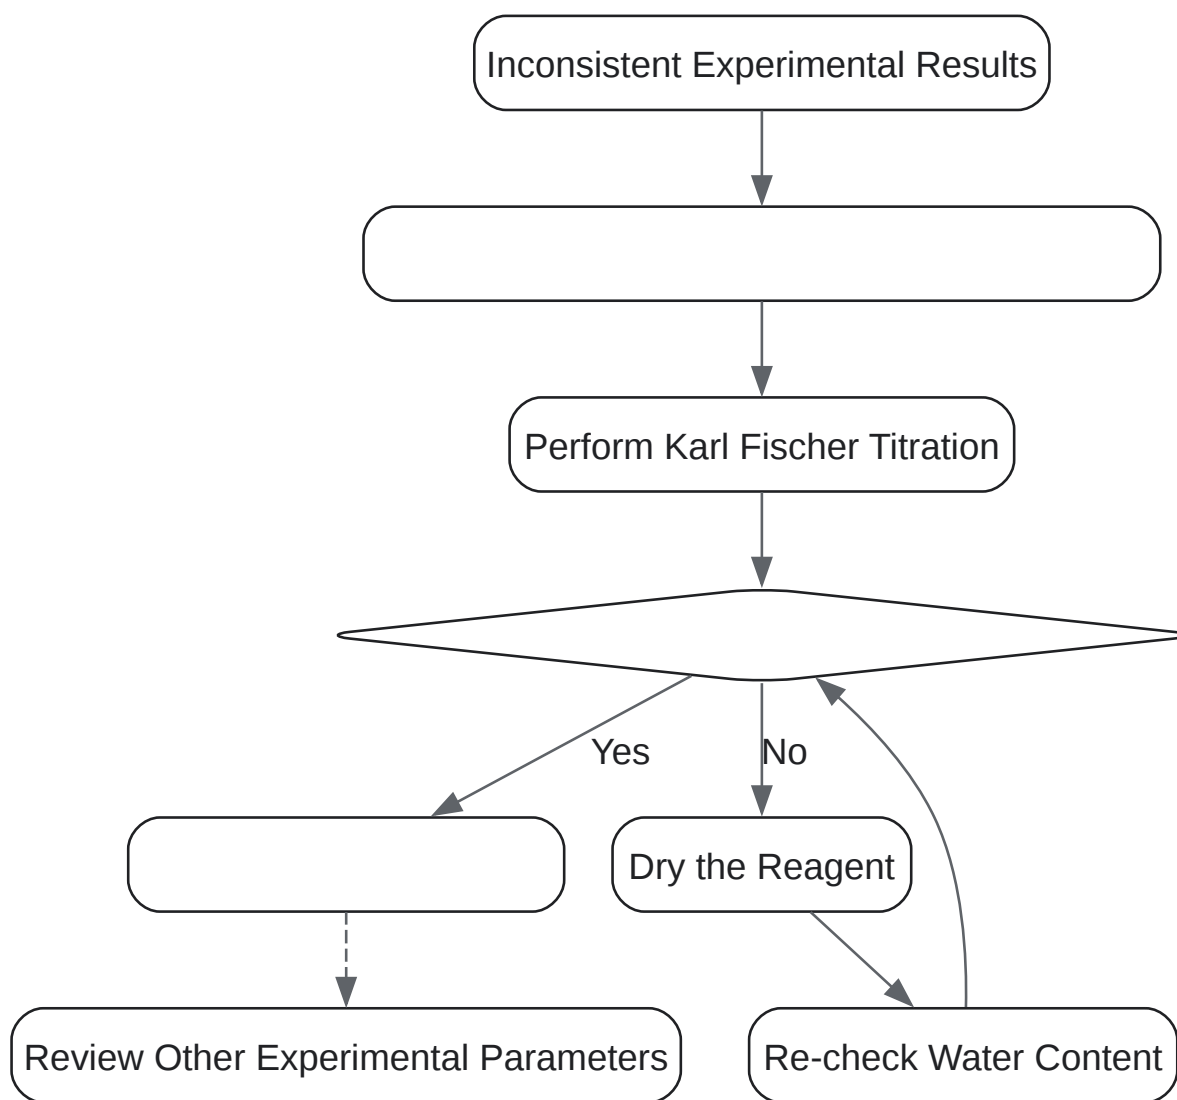 Inconsistent Experimental Results
Perform Karl Fischer Titration
Yes
No
Dry the Reagent
Review Other Experimental Parameters
Re-check Water Content